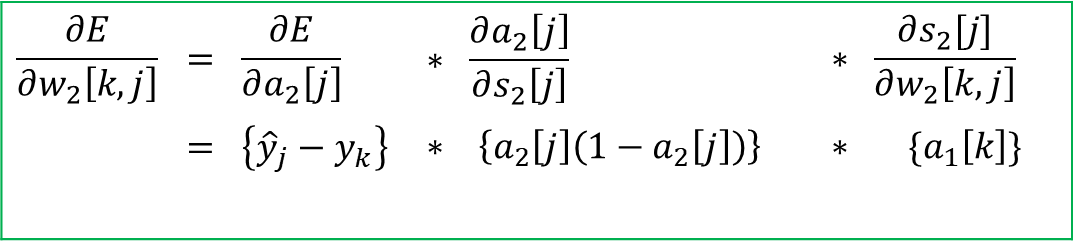 ∂E/∂w₂[k,j] = ∂E/∂a₂[j] * ∂a₂[j]/∂s₂[j] * ∂s₂[j]/∂w₂[k,j]
= {ŷⱼ − yₖ} * {a₂[j](1 − a₂[j])} * {a₁[k]}